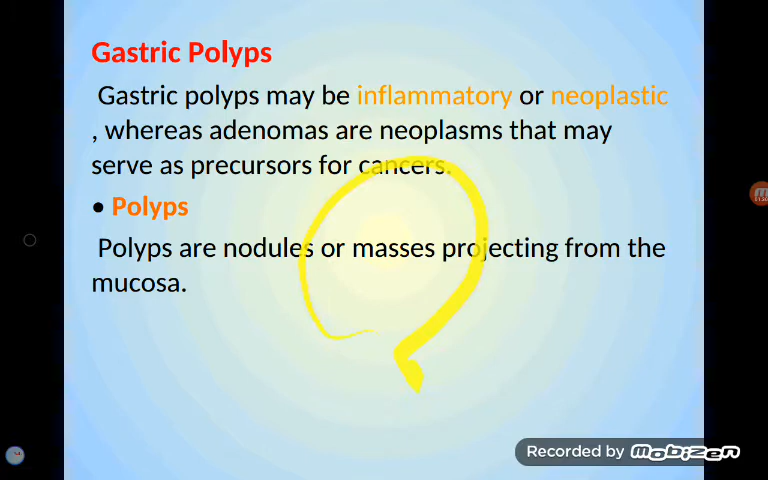 Gastric Polyps
Gastric polyps may be inflammatory or neoplastic
, whereas adenomas are neoplasms that may
serve as precursors for cancers.
• Polyps
Polyps are nodules or masses projecting from the
mucosa.
Recorded by mobizen